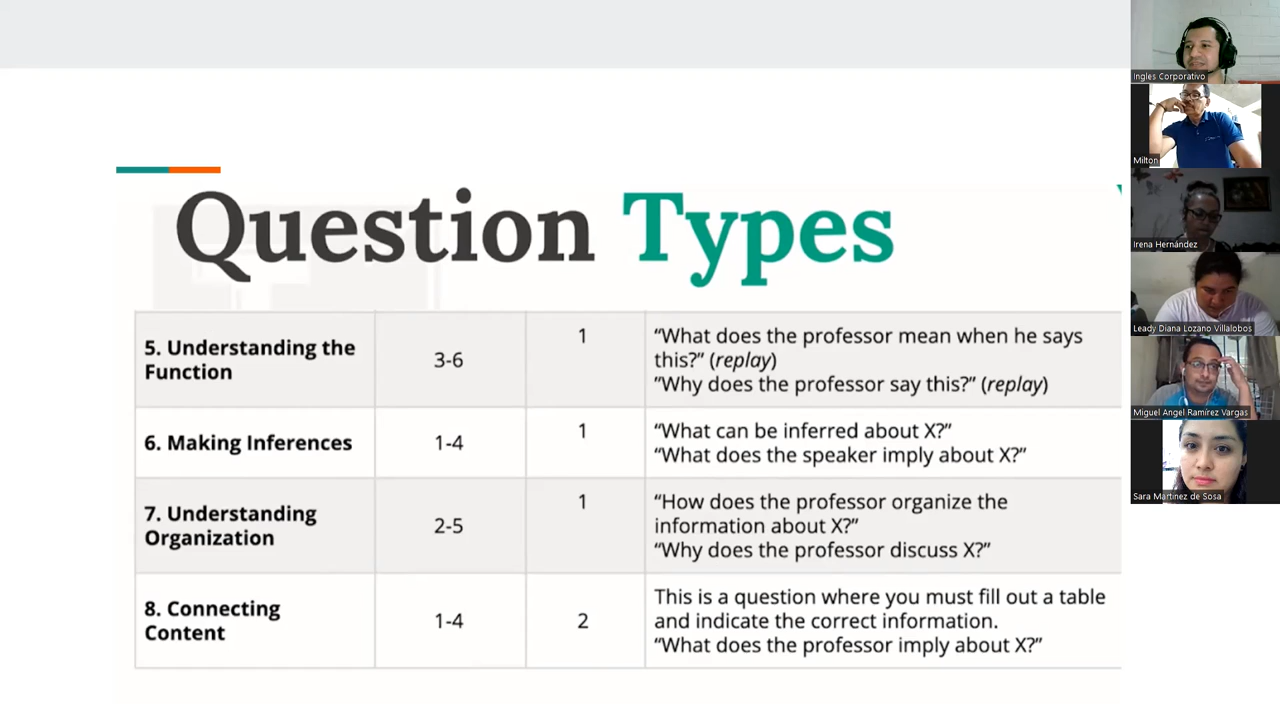 Question Types
5. Understanding the
Function
3-6
1
“What does the professor mean when he says
this?” (replay)
”Why does the professor say this?” (replay)
6. Making Inferences
1-4
1
“What can be inferred about X?”
“What does the speaker imply about X?”
7. Understanding
Organization
2-5
1
“How does the professor organize the
information about X?”
“Why does the professor discuss X?”
8. Connecting
Content
1-4
2
This is a question where you must fill out a table
and indicate the correct information.
“What does the professor imply about X?”
Ingles Corporativo
Milton
Irena Hernández
Leady Diana Lozano Villalobos
Miguel Angel Ramírez Vargas
Sara Martinez de Sosa